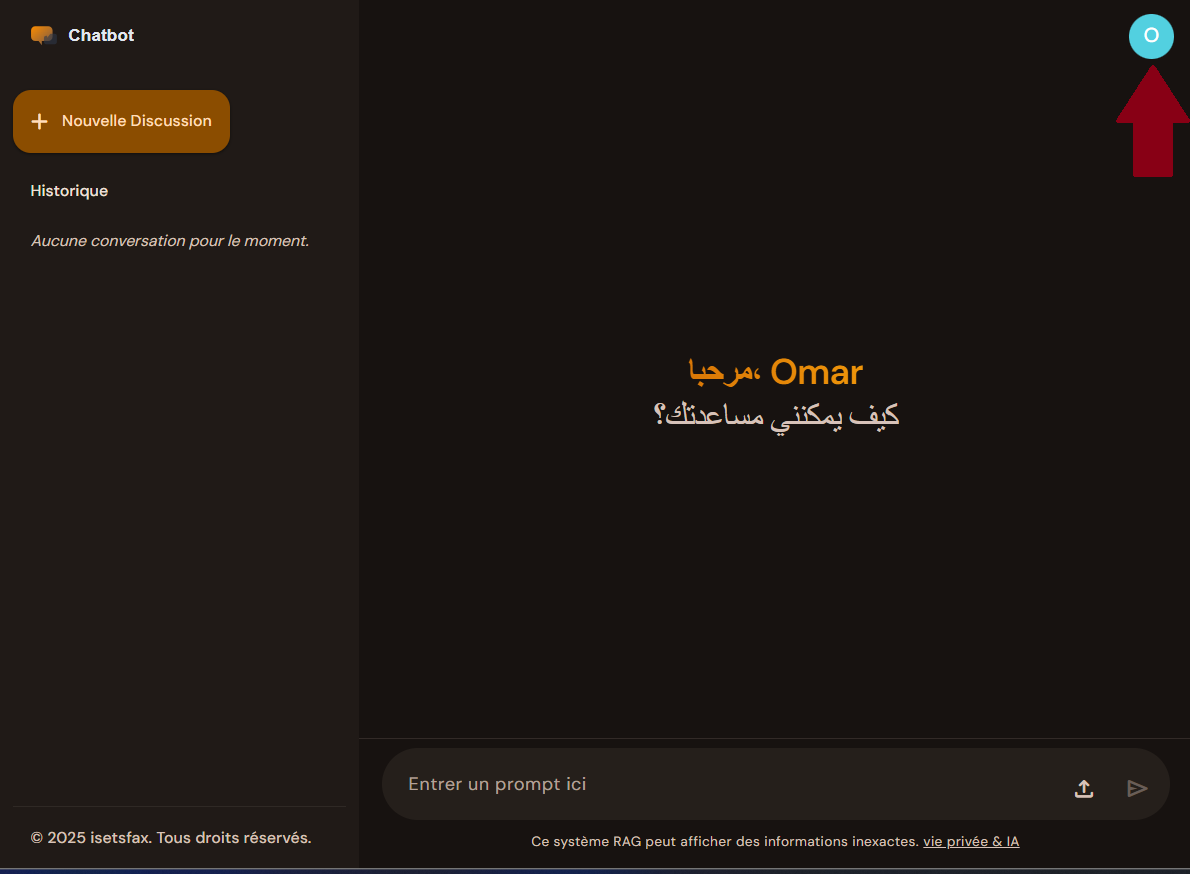 Chatbot
O
Nouvelle Discussion
Historique
Aucune conversation pour le moment.
مرحبا، Omar
كيف يمكنني مساعدتك؟
Entrer un prompt ici
© 2025 isetsfax. Tous droits réservés.
Ce système RAG peut afficher des informations inexactes. vie privée & IA